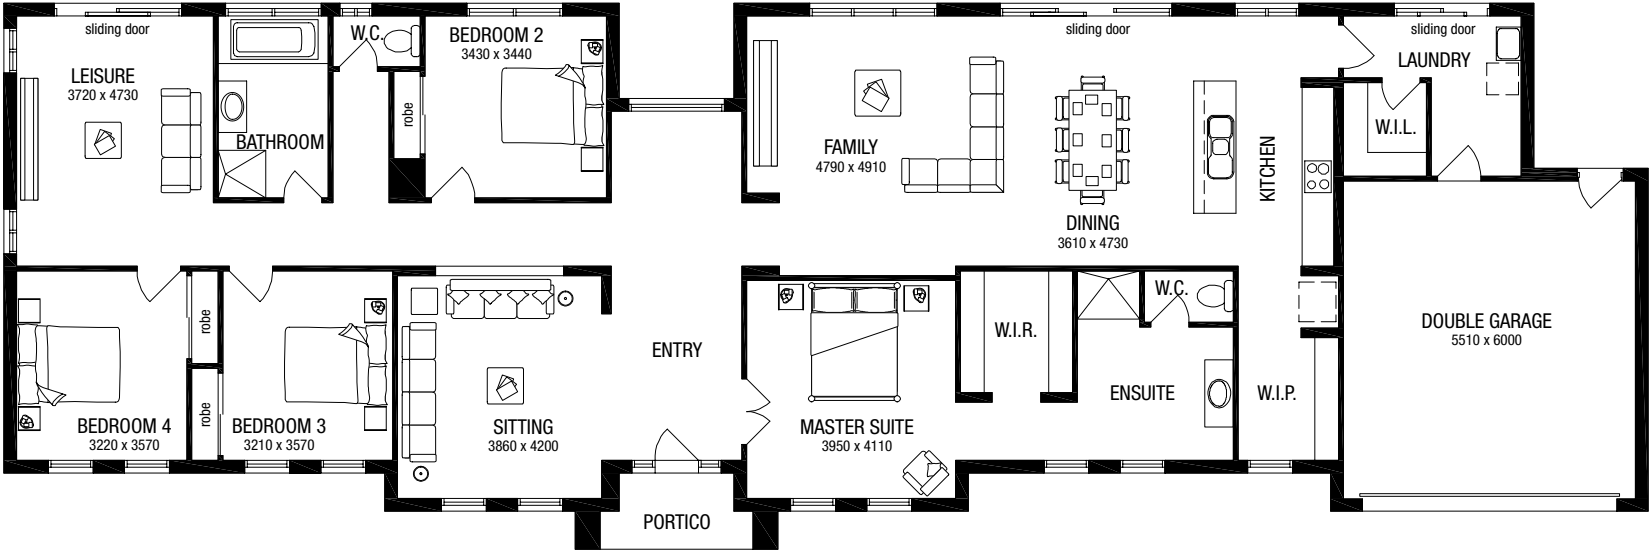 sliding door
LEISURE
3720 x 4730
BATHROOM
W.C.
robe
BEDROOM 2
3430 x 3440
FAMILY
4790 x 4910
sliding door
DINING
3610 x 4730
KITCHEN
sliding door
LAUNDRY
W.I.L.
BEDROOM 4
3220 x 3570
robe
robe
BEDROOM 3
3210 x 3570
SITTING
3860 x 4200
ENTRY
PORTICO
MASTER SUITE
3950 x 4110
W.I.R.
W.C.
ENSUITE
W.I.P.
DOUBLE GARAGE
5510 x 6000